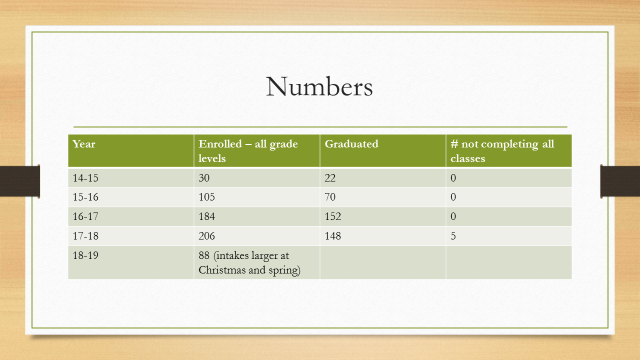 Numbers
Year Enrolled – all grade levels Graduated # not completing all classes
14-15 30 22 0
15-16 105 70 0
16-17 184 152 0
17-18 206 148 5
18-19 88 (intakes larger at Christmas and spring)